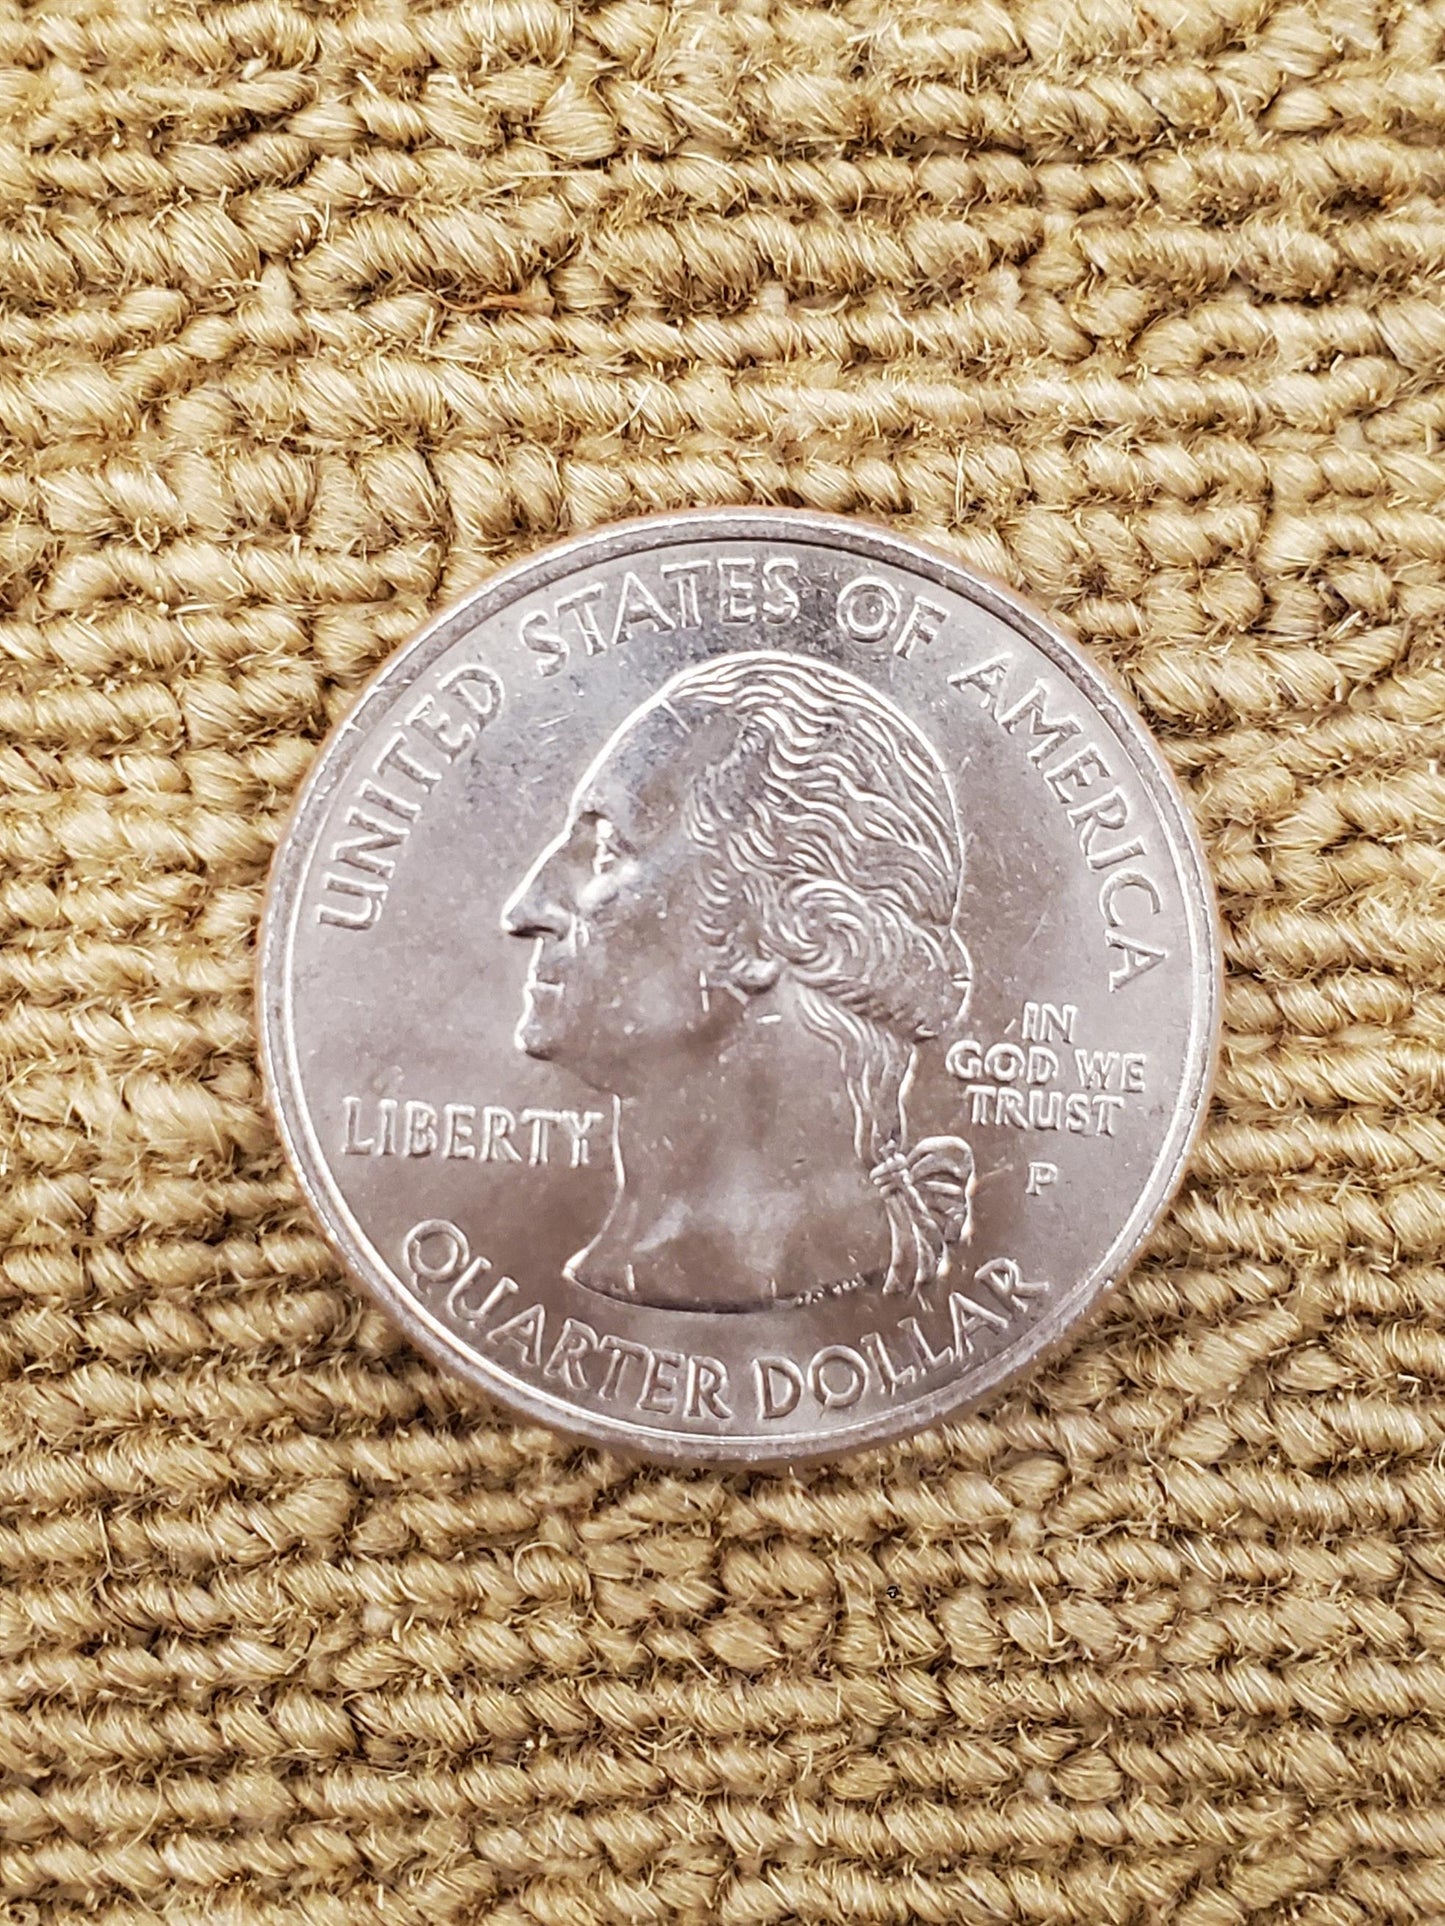 UNITED STATES OF AMERICA
LIBERTY
IN
GOD WE
TRUST
P
QUARTER DOLLAR